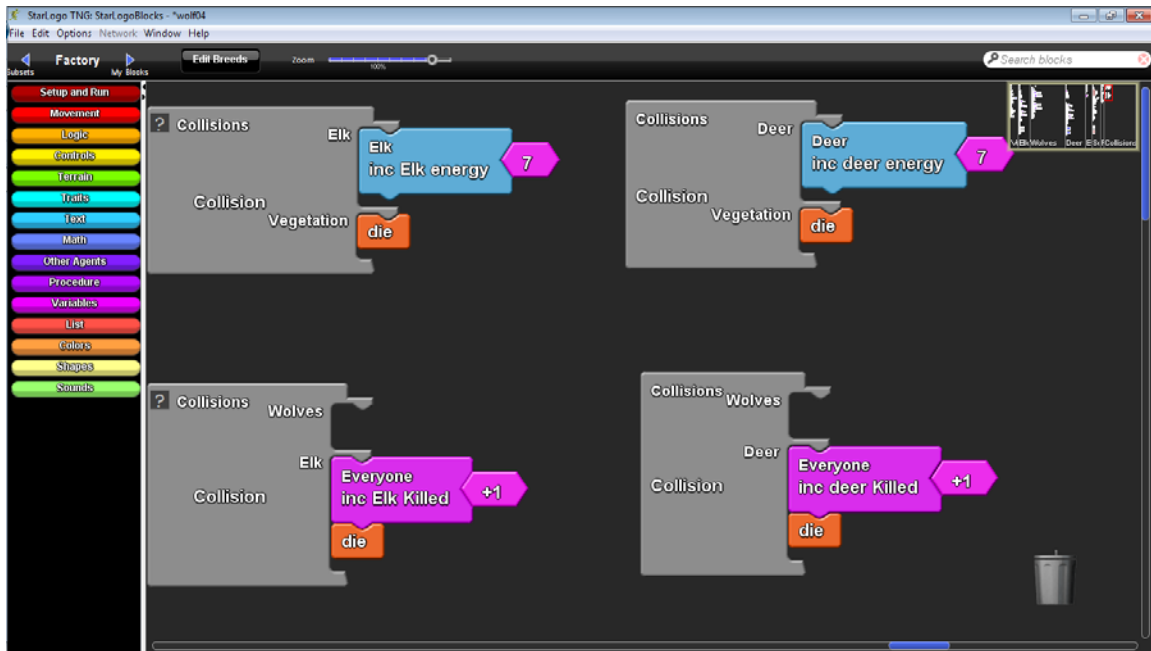 StarLogo TNG: StarLogoBlocks - *wolf04
File Edit Options Network Window Help
Subsets Factory My Blocks
Edit Breeds
Zoom
100%
Search blocks
Setup and Run
Movement
Logic
Controls
Terrain
Traits
Text
Math
Other Agents
Procedure
Variables
List
Colors
Shapes
Sounds
? Collisions
Elk
Elk
inc Elk energy 7
Collision
Vegetation
die
Collisions
Deer
Deer
inc deer energy 7
Collision
Vegetation
die
? Collisions
Wolves
Elk
Everyone
inc Elk Killed +1
Collision
die
Collisions
Wolves
Deer
Everyone
inc deer Killed +1
Collision
die
Wolves Deer Collisions